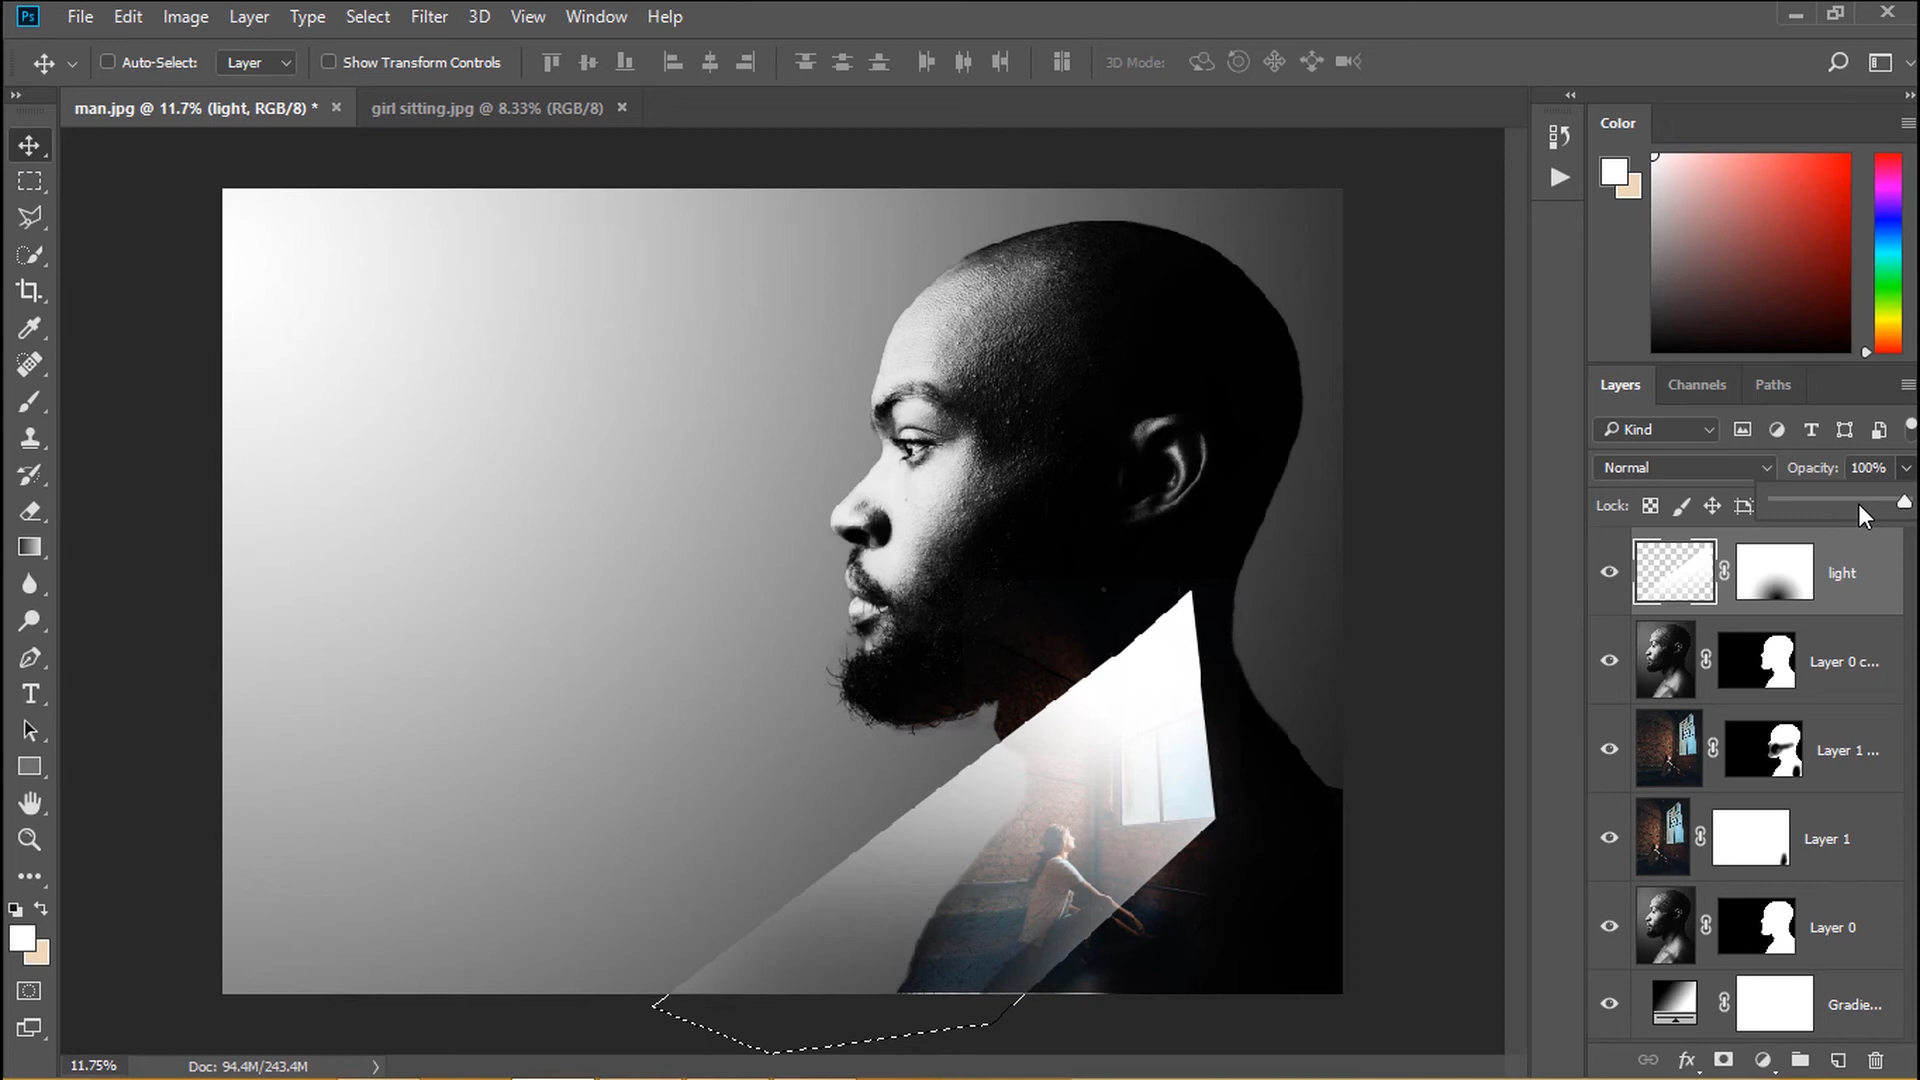 Ps File Edit Image Layer Type Select Filter 3D View Window Help
Auto-Select: Layer Show Transform Controls 3D Mode:
man.jpg @ 11.7% (light, RGB/8) * × girl sitting.jpg @ 8.33% (RGB/8) ×
Color
Layers Channels Paths
Kind
Normal Opacity: 100%
Lock:
light
Layer 0 c...
Layer 1 ...
Layer 1
Layer 0
Gradie...
11.75% Doc: 94.4M/243.4M
fx